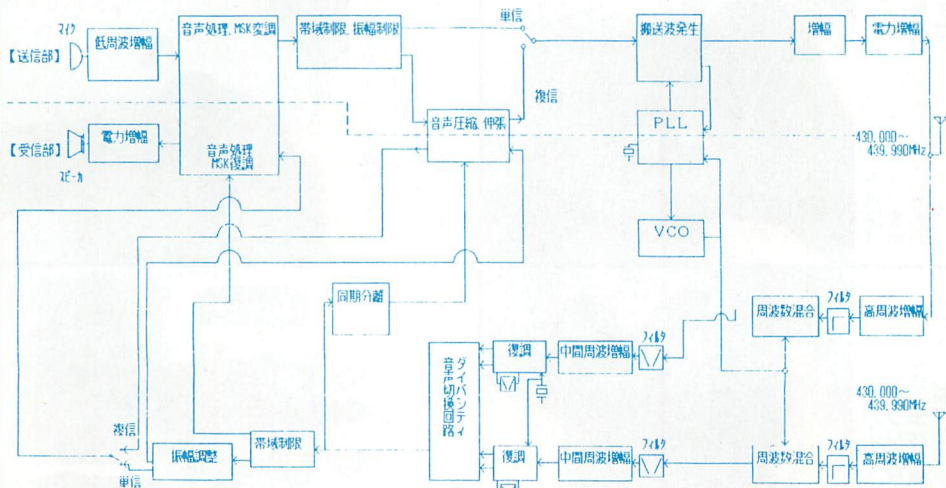 マイク
【送信部】
低周波増幅
音声処理、MSK変調
帯域制限、振幅制限
単信
複信
搬送波発生
増幅
電力増幅
【受信部】
スピーカ
電力増幅
音声処理
MSK復調
音声圧縮、伸張
PLL
430.000～
439.990MHz
VCO
同期分離
ダイバシティ
音声切換回路
復調
中間周波増幅
フィルタ
周波数混合
フィルタ
高周波増幅
430.000～
439.990MHz
複信
単信
振幅調整
帯域制限
復調
中間周波増幅
フィルタ
周波数混合
フィルタ
高周波増幅